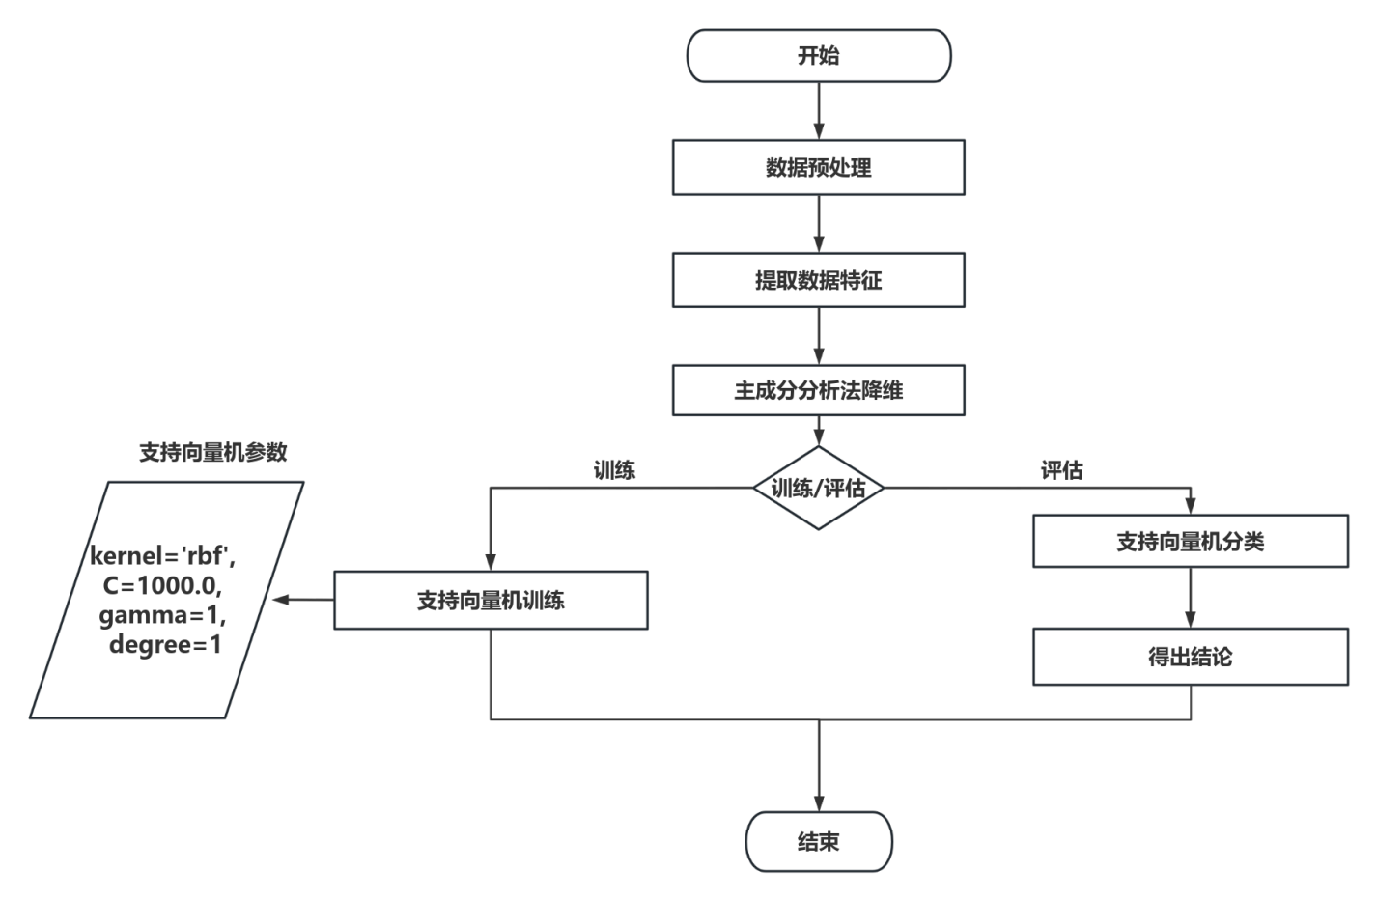 开始
数据预处理
提取数据特征
主成分分析法降维
训练/评估
训练
评估
支持向量机参数
kernel='rbf',
C=1000.0,
gamma=1,
degree=1
支持向量机训练
支持向量机分类
得出结论
结束